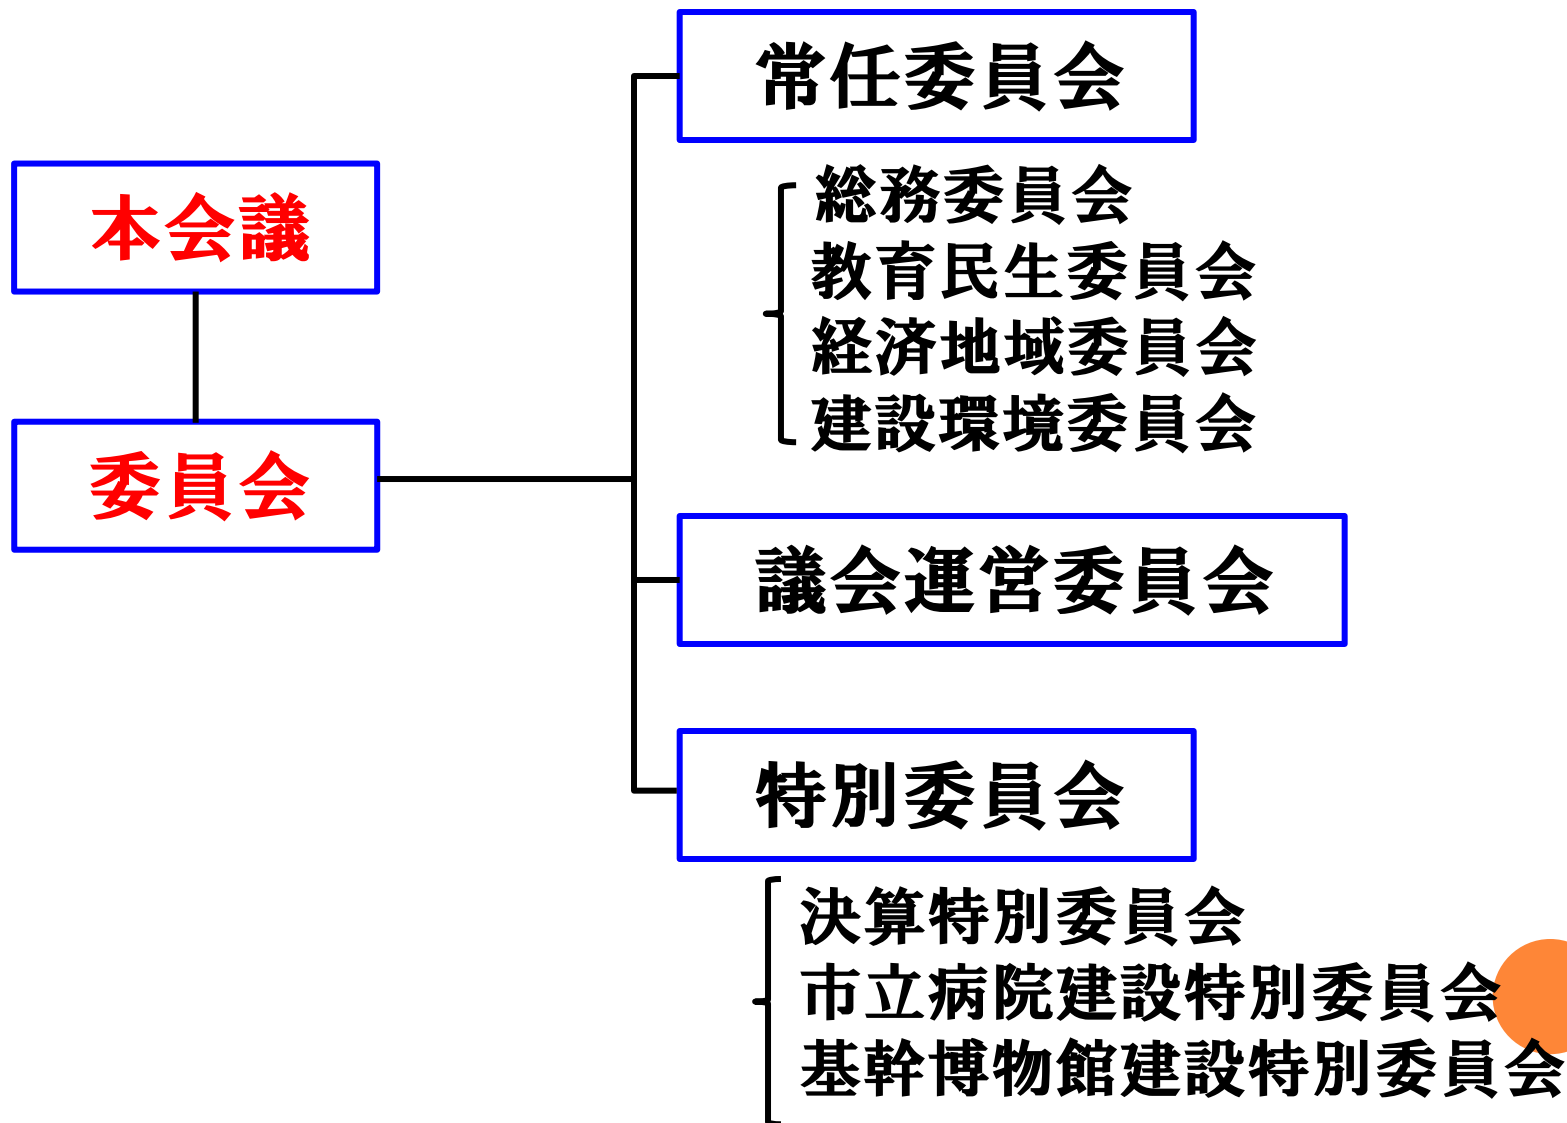 本会議
委員会
常任委員会
総務委員会
教育民生委員会
経済地域委員会
建設環境委員会
議会運営委員会
特別委員会
決算特別委員会
市立病院建設特別委員会
基幹博物館建設特別委員会